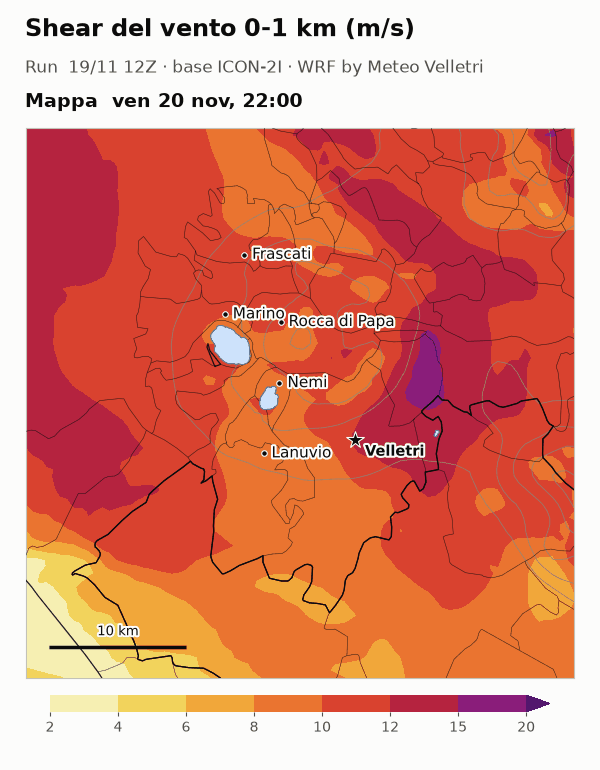 Shear del vento 0-1 km (m/s)
Run 19/11 12Z · base ICON-2I · WRF by Meteo Velletri
Mappa ven 20 nov, 22:00
Frascati
Marino
Rocca di Papa
Nemi
Velletri
Lanuvio
10 km
2 4 6 8 10 12 15 20